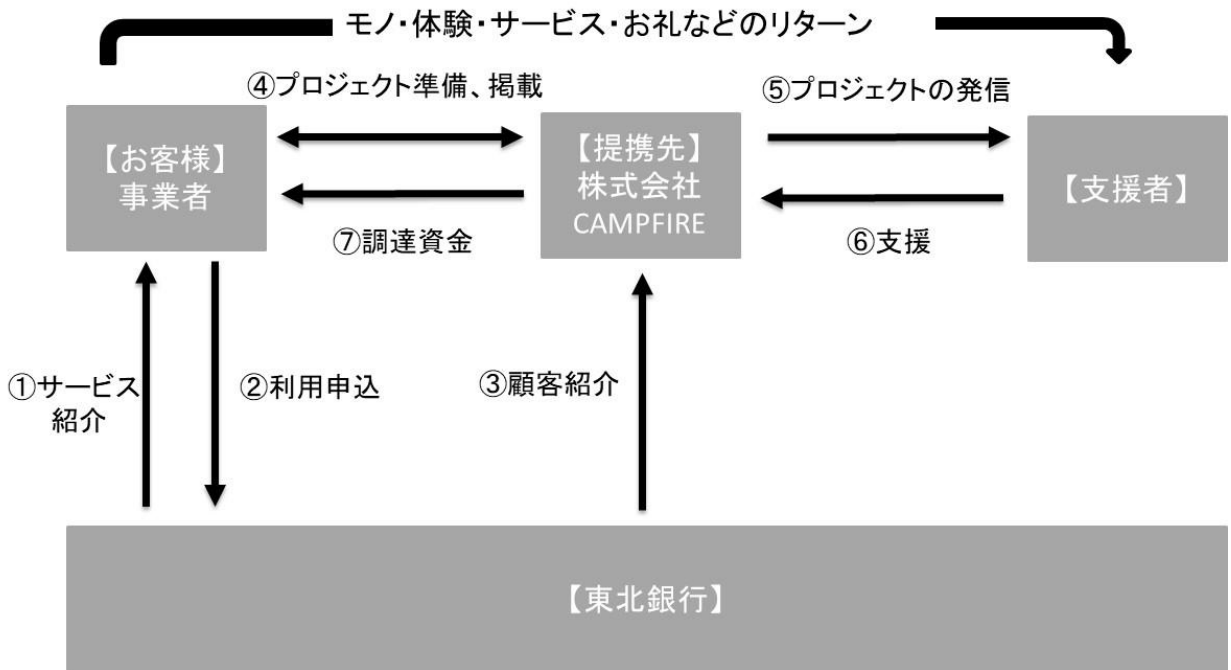 モノ・体験・サービス・お礼などのリターン
④プロジェクト準備、掲載
⑤プロジェクトの発信
【お客様】
事業者
【提携先】
株式会社
CAMPFIRE
【支援者】
⑦調達資金
⑥支援
①サービス
紹介
②利用申込
③顧客紹介
【東北銀行】